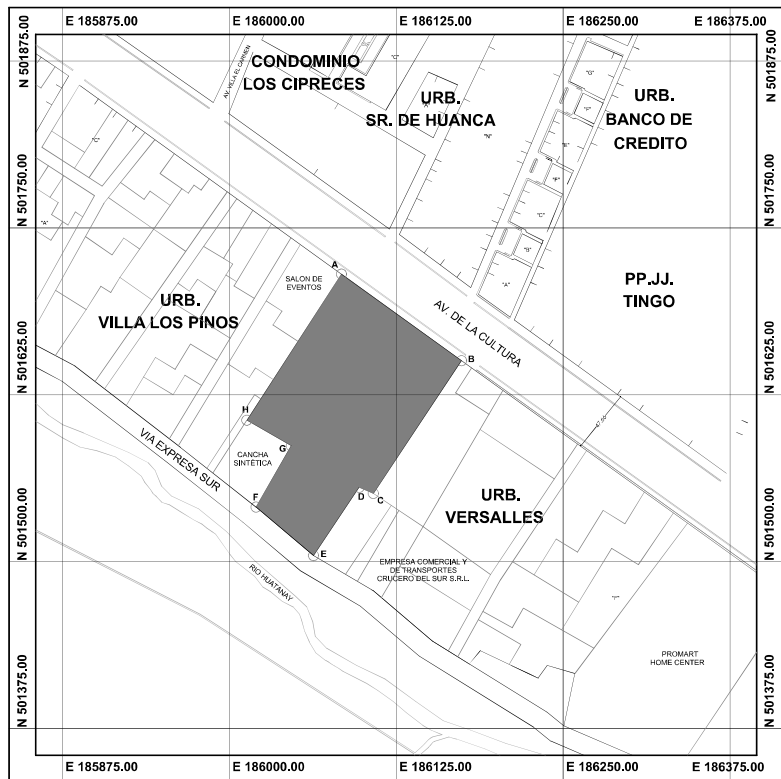 E 185875.00
E 186000.00
E 186125.00
E 186250.00
E 186375.00
N 501875.00
N 501875.00
CONDOMINIO
LOS CIPRECES
AV. VILLA EL CARMEN
"C"
URB.
SR. DE HUANCA
"A"
"N"
"G"
URB.
BANCO DE
CREDITO
"E"
"F"
"C"
"B"
"A"
"C"
"A"
N 501750.00
N 501750.00
A
SALON DE
EVENTOS
URB.
VILLA LOS PINOS
AV. DE LA CULTURA
PP.JJ.
TINGO
N 501625.00
N 501625.00
B
47.00
H
G
CANCHA
SINTÉTICA
VIA EXPRESA SUR
F
D
C
URB.
VERSALLES
N 501500.00
N 501500.00
E
EMPRESA COMERCIAL Y
DE TRANSPORTES
CRUCERO DEL SUR S.R.L.
RIO HUATANAY
PROMART
HOME CENTER
N 501375.00
N 501375.00
E 185875.00
E 186000.00
E 186125.00
E 186250.00
E 186375.00